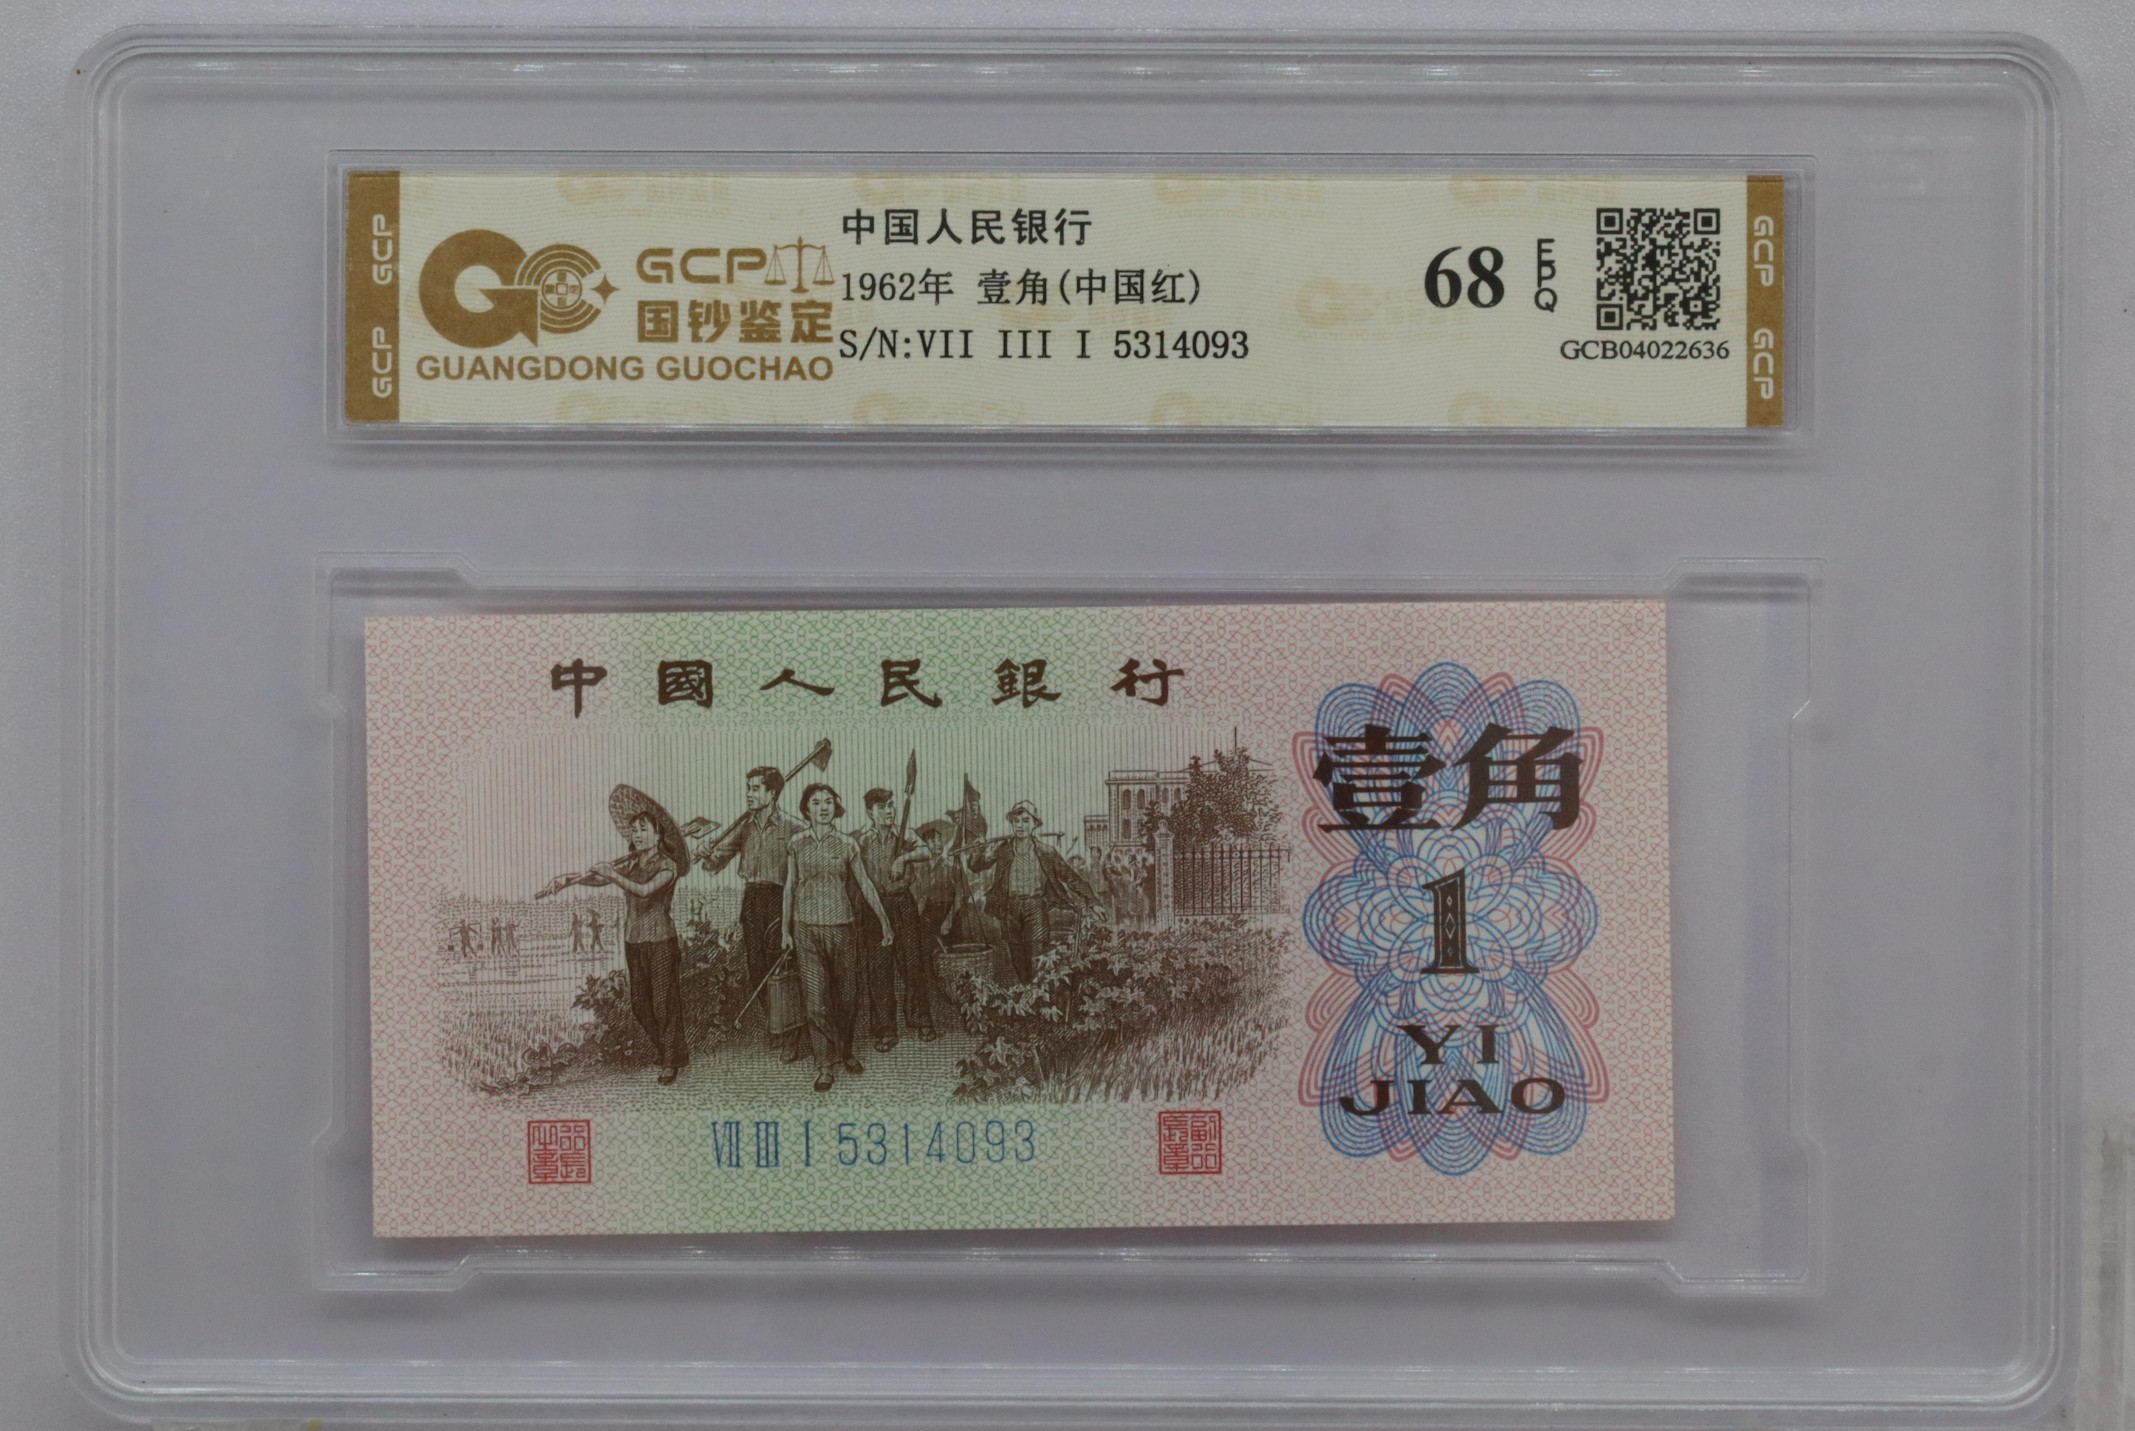 GCP GCP
GCP
国钞鉴定
GUANGDONG GUOCHAO
中国人民银行
1962年 壹角(中国红)
S/N:VII III I 5314093
68 EPQ
GCB04022636
GCP GCP
中國人民銀行
壹角
1
YI
JIAO
VII III I 5314093